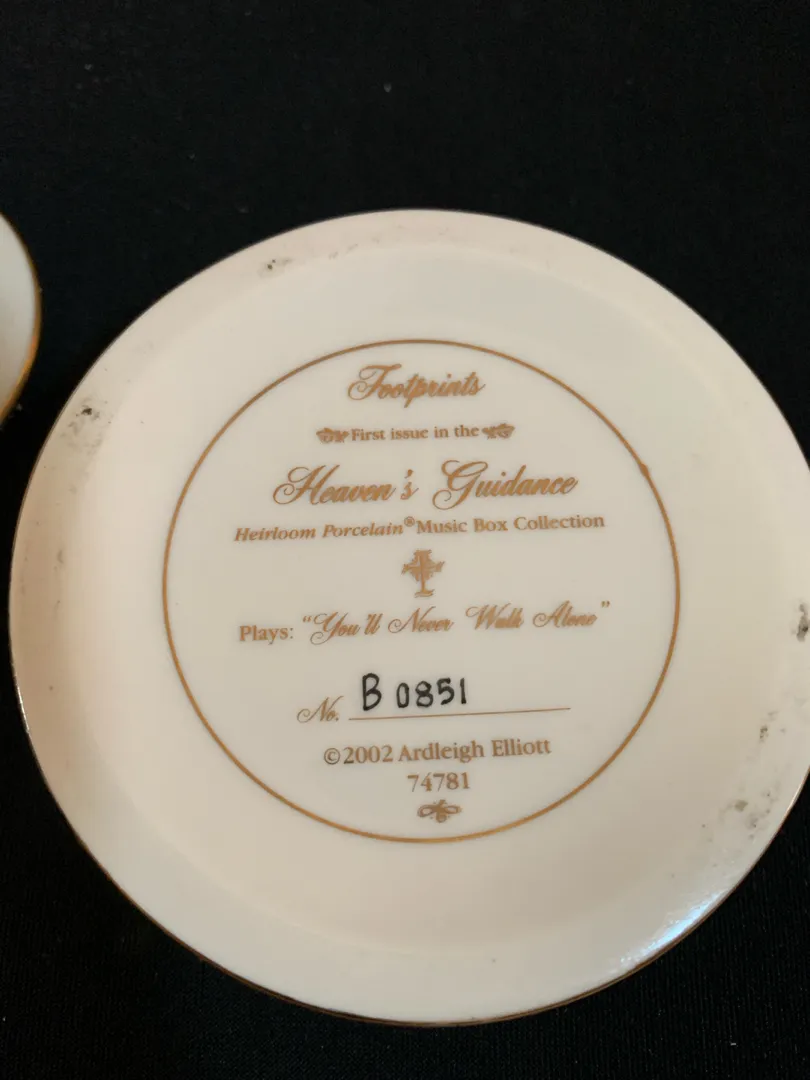 Footprints
First issue in the
Heaven's Guidance
Heirloom Porcelain® Music Box Collection
Plays: "You'll Never Walk Alone"
No. B 0851
©2002 Ardleigh Elliott
74781